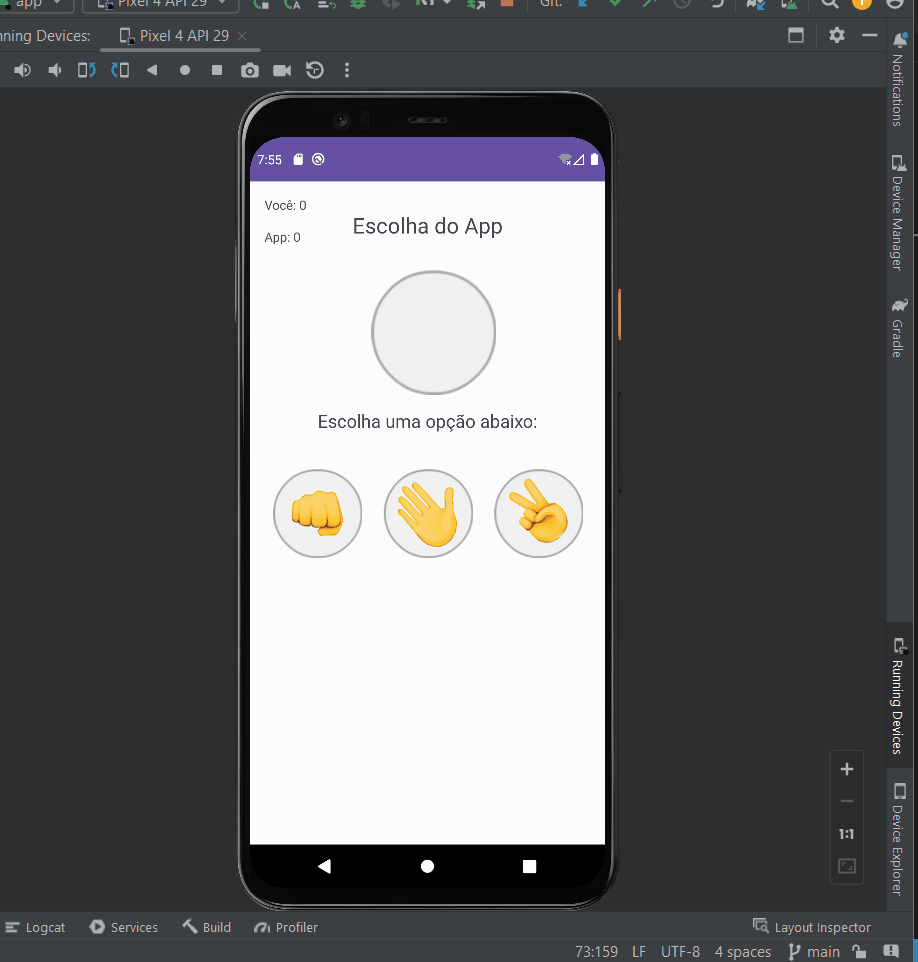 app
Pixel 4 API 29
Git:
ning Devices:
Pixel 4 API 29
Notifications
Device Manager
Gradle
7:55
Você: 0
Escolha do App
App: 0
Escolha uma opção abaixo:
Running Devices
Device Explorer
1:1
Logcat
Services
Build
Profiler
Layout Inspector
73:159
LF
UTF-8
4 spaces
main